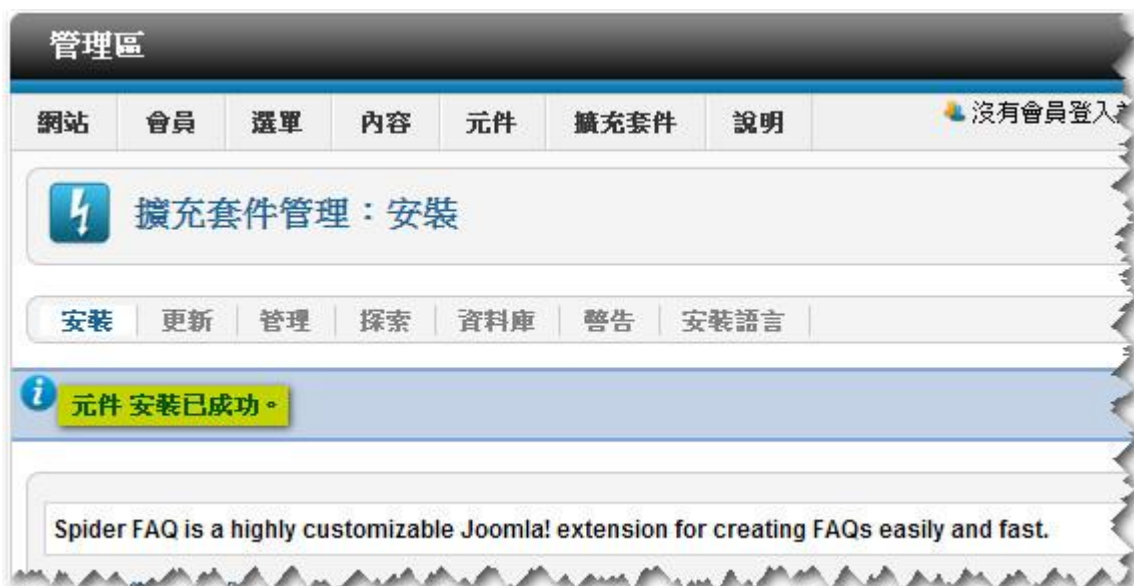 管理區
網站 會員 選單 內容 元件 擴充套件 說明 沒有會員登入
擴充套件管理：安裝
安裝 更新 管理 探索 資料庫 警告 安裝語言
元件 安裝已成功。
Spider FAQ is a highly customizable Joomla! extension for creating FAQs easily and fast.